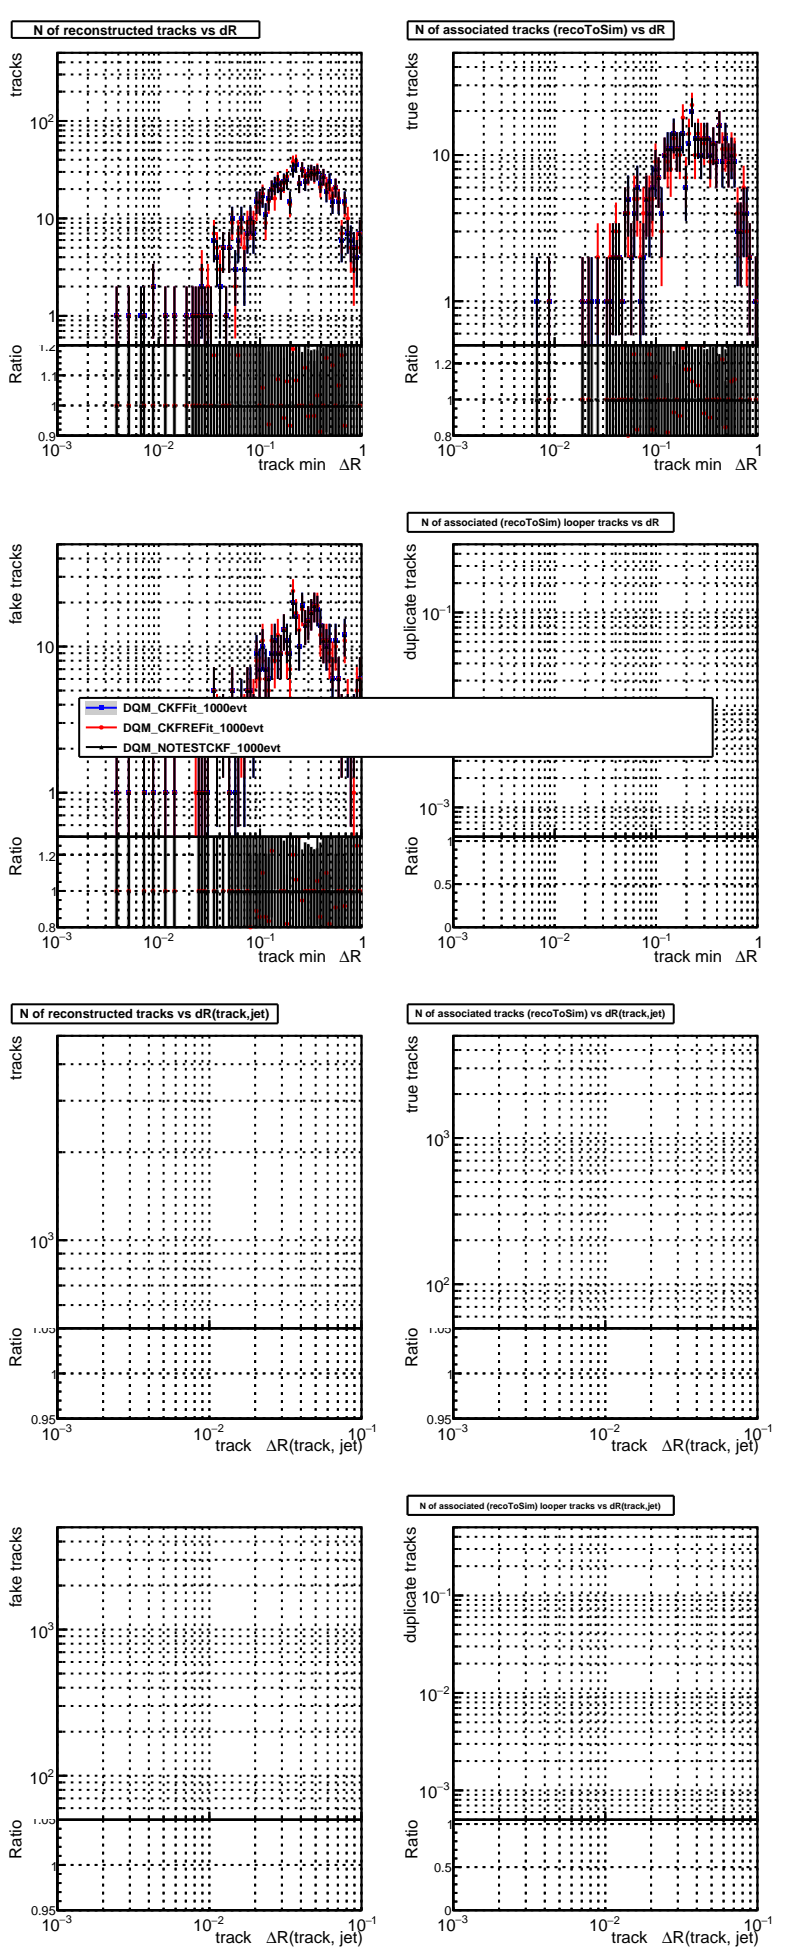 N of reconstructed tracks vs dR
tracks
10²
10
1
Ratio
1.2
1.1
1
0.9
10⁻³
10⁻²
10⁻¹
1
track min ΔR
N of associated tracks (recoToSim) vs dR
true tracks
10
1
Ratio
1.2
1
0.8
10⁻³
10⁻²
10⁻¹
1
track min ΔR
fake tracks
10
1
Ratio
1.2
1
0.8
10⁻³
10⁻²
10⁻¹
1
track min ΔR
N of associated (recoToSim) looper tracks vs dR
duplicate tracks
10⁻¹
10⁻³
Ratio
1
0.5
0
10⁻³
10⁻²
10⁻¹
1
track min ΔR
DQM_CKFFit_1000evt
DQM_CKFREFit_1000evt
DQM_NOTESTCKF_1000evt
N of reconstructed tracks vs dR(track,jet)
tracks
10³
Ratio
1.05
1
0.95
10⁻³
10⁻²
10⁻¹
track ΔR(track, jet)
N of associated tracks (recoToSim) vs dR(track,jet)
true tracks
10³
10²
Ratio
1.05
1
0.95
10⁻³
10⁻²
10⁻¹
track ΔR(track, jet)
fake tracks
10³
10²
Ratio
1.05
1
0.95
10⁻³
10⁻²
10⁻¹
track ΔR(track, jet)
N of associated (recoToSim) looper tracks vs dR(track,jet)
duplicate tracks
10⁻¹
10⁻²
10⁻³
Ratio
1
0.5
0
10⁻³
10⁻²
10⁻¹
track ΔR(track, jet)